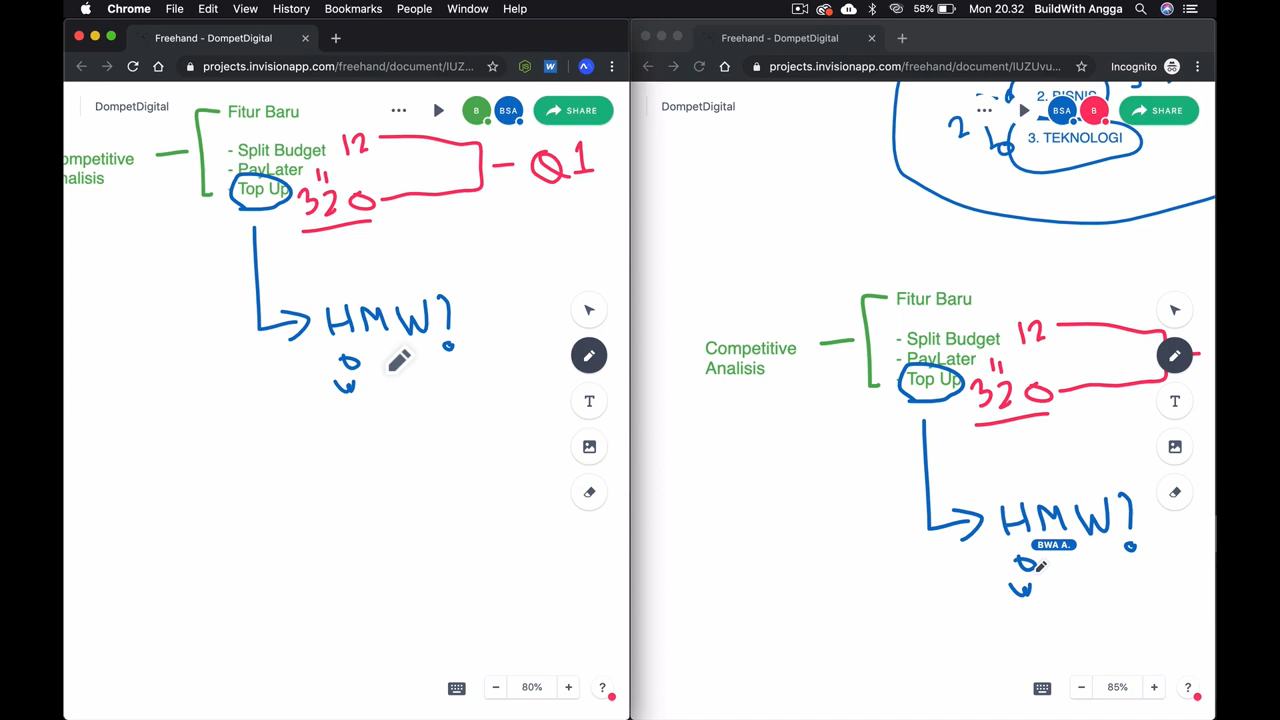 Chrome File Edit View History Bookmarks People Window Help 58% Mon 20.32 BuildWith Angga
Freehand - DompetDigital
projects.invisionapp.com/freehand/document/IUZ...
DompetDigital
B BSA SHARE
Fitur Baru
ompetitive
nalisis
- Split Budget 12
- PayLater
- Top Up 320
Q1
HMW?
T
80%
?
Freehand - DompetDigital
projects.invisionapp.com/freehand/document/IUZUvu...
Incognito
DompetDigital
BSA B SHARE
2. BISNIS
2
3. TEKNOLOGI
Fitur Baru
Competitive
Analisis
- Split Budget 12
- PayLater
- Top Up 320
HMW?
BWA A.
T
85%
?